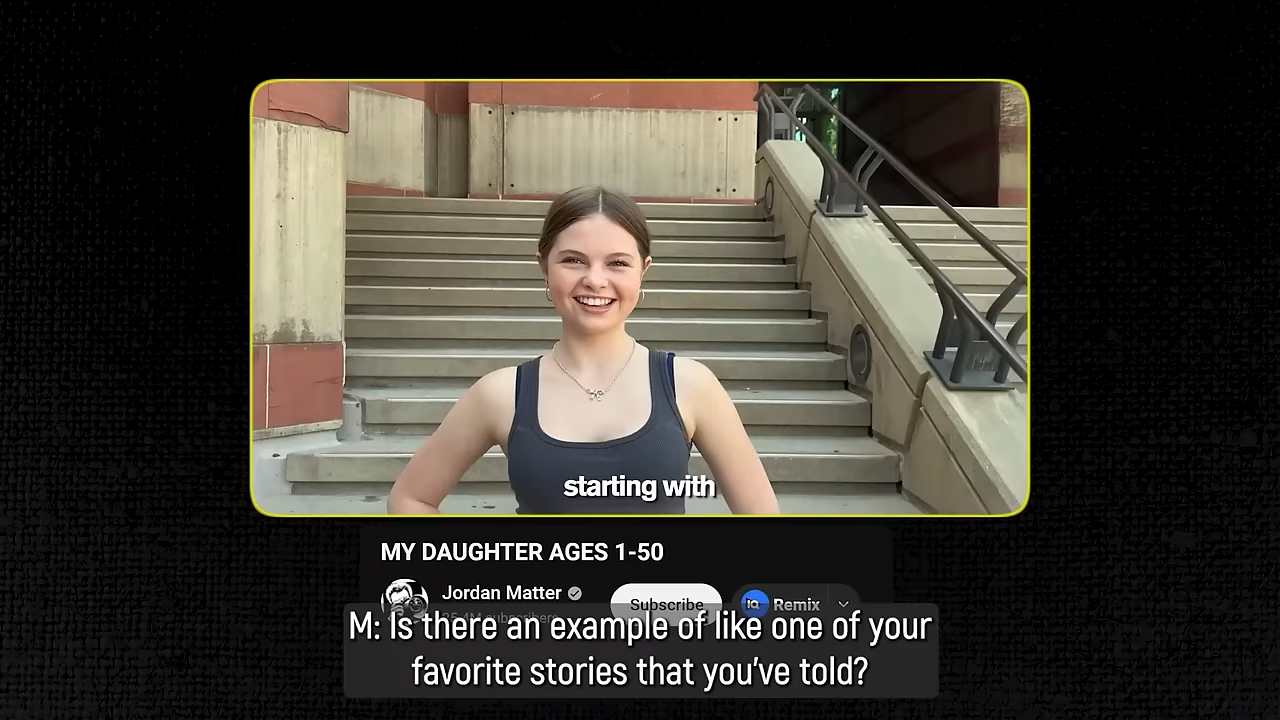 starting with
MY DAUGHTER AGES 1-50
Jordan Matter
Subscribe
Remix
M: Is there an example of like one of your
favorite stories that you've told?